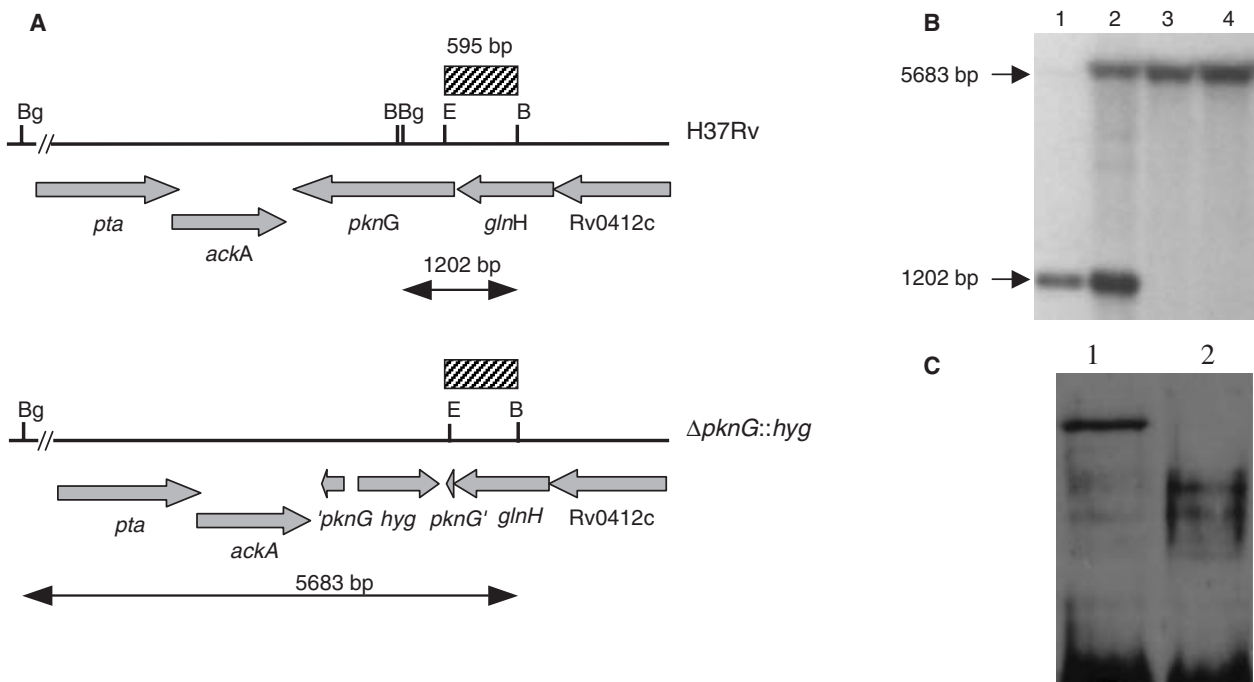 A
595 bp
Bg
BBg
E
B
H37Rv
pta
ackA
pknG
glnH
Rv0412c
1202 bp
Bg
E
B
ΔpknG::hyg
pta
ackA
'pknG
hyg
pknG'
glnH
Rv0412c
5683 bp
B
1 2 3 4
5683 bp
1202 bp
C
1 2